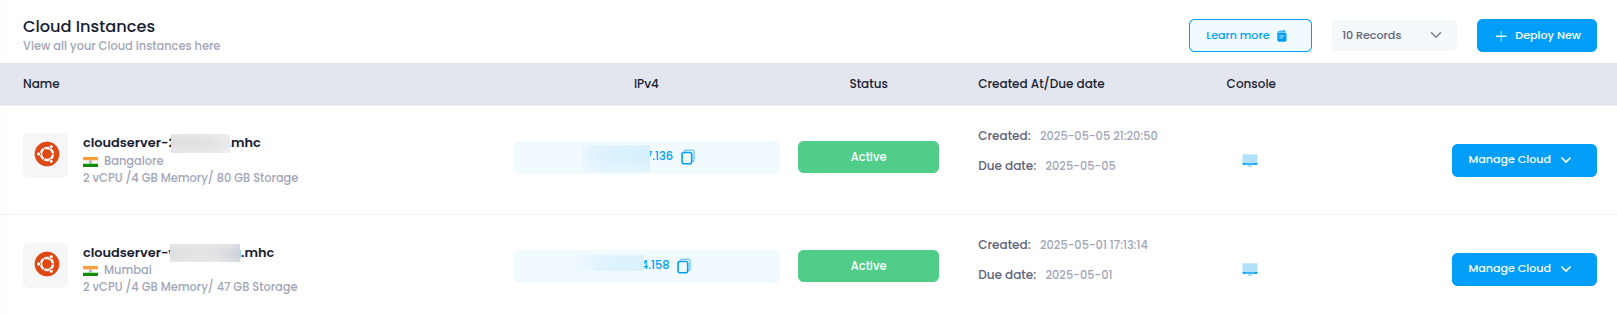 Cloud Instances
View all your Cloud Instances here
Learn more
10 Records
Deploy New
Name IPv4 Status Created At/Due date Console
cloudserver- .mhc
Bangalore
2 vCPU /4 GB Memory/ 80 GB Storage
7.136
Active
Created: 2025-05-05 21:20:50
Due date: 2025-05-05
Manage Cloud
cloudserver- .mhc
Mumbai
2 vCPU /4 GB Memory/ 47 GB Storage
4.158
Active
Created: 2025-05-01 17:13:14
Due date: 2025-05-01
Manage Cloud